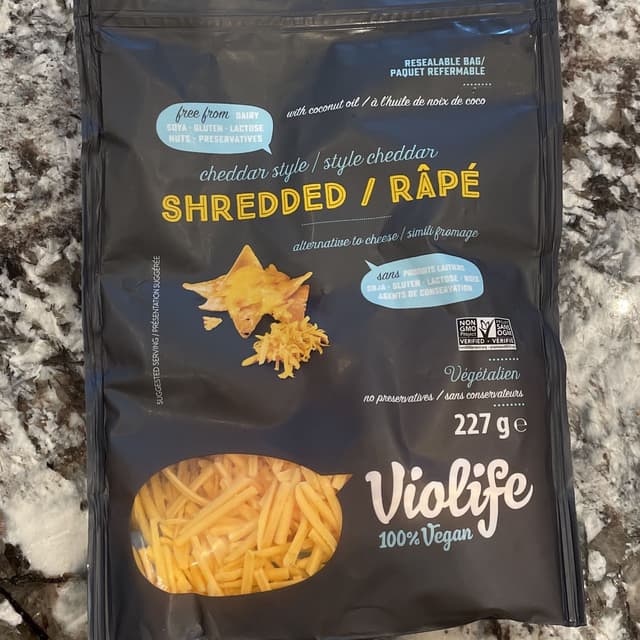 RESEALABLE BAG/
PAQUET REFERMABLE
free from DAIRY
SOYA - GLUTEN - LACTOSE
NUTS - PRESERVATIVES
with coconut oil / à l'huile de noix de coco
cheddar style / style cheddar
SHREDDED / RÂPÉ
alternative to cheese / simili fromage
sans PRODUITS LAITIERS
SOJA - GLUTEN - LACTOSE - NOIX
AGENTS DE CONSERVATION
SUGGESTED SERVING / PRÉSENTATION SUGGÉRÉE
NON
GMO
Project
VERIFIED
SANS
OGM
VÉRIFIÉ
Végétalien
no preservatives / sans conservateurs
227 g e
Violife
100% Vegan